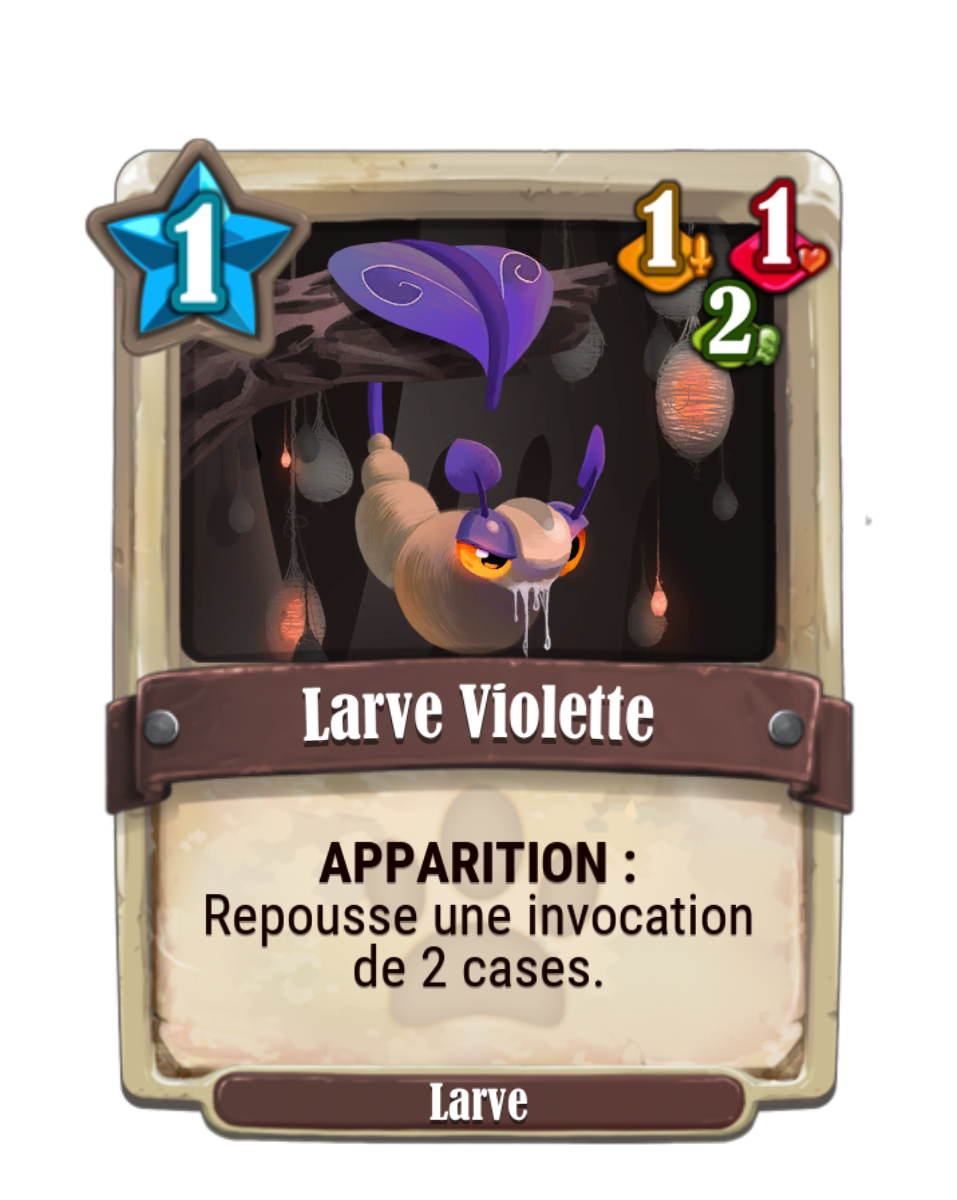 1
1
1
2
Larve Violette
APPARITION :
Repousse une invocation
de 2 cases.
Larve